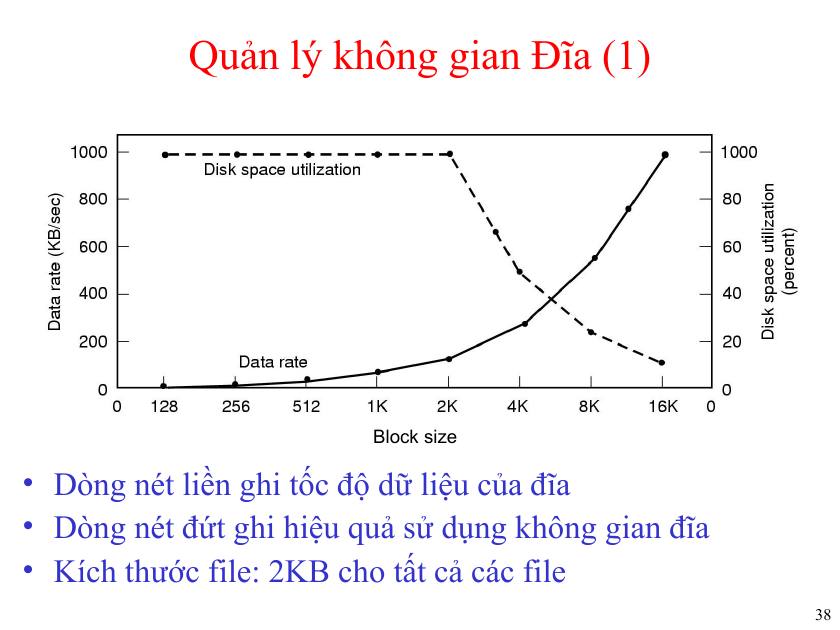 Quản lý không gian Đĩa (1)
1000
800
600
400
200
0
Data rate (KB/sec)
Disk space utilization
Data rate
1000
80
60
40
20
0
Disk space utilization
(percent)
0 128 256 512 1K 2K 4K 8K 16K 0
Block size
• Dòng nét liền ghi tốc độ dữ liệu của đĩa
• Dòng nét đứt ghi hiệu quả sử dụng không gian đĩa
• Kích thước file: 2KB cho tất cả các file
38